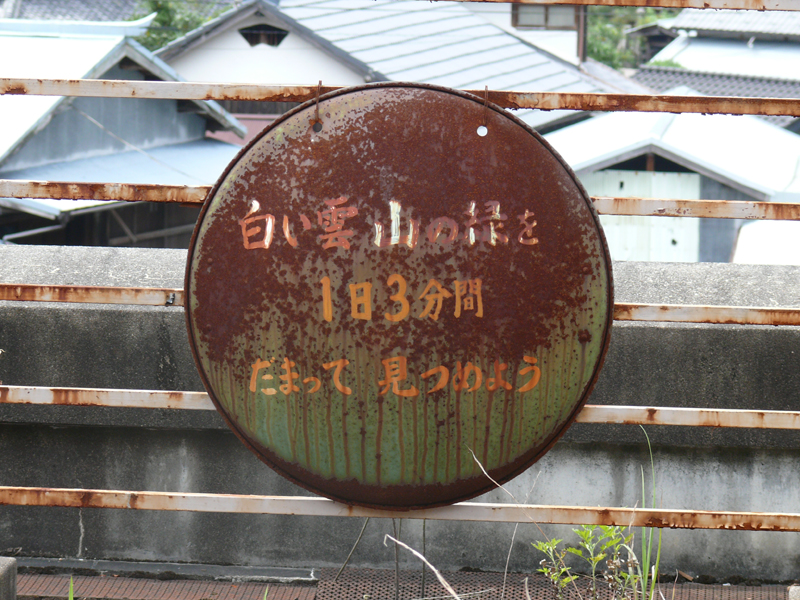 白い雲山の緑を
1日3分間
だまって見つめよう